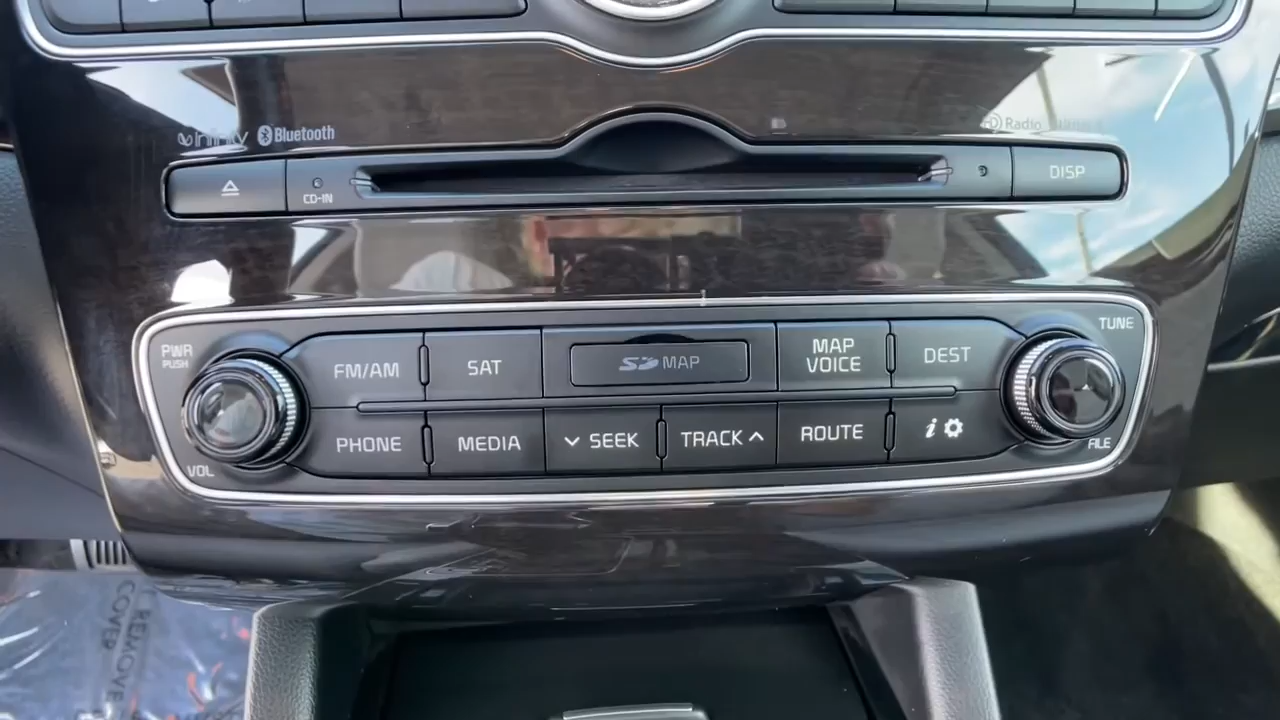 infinity Bluetooth
HD Radio
CD-IN
DISP
PWR
PUSH
VOL
FM/AM
SAT
SD MAP
MAP
VOICE
DEST
TUNE
PHONE
MEDIA
SEEK
TRACK
ROUTE
i
FILE
REMOVE
COVER